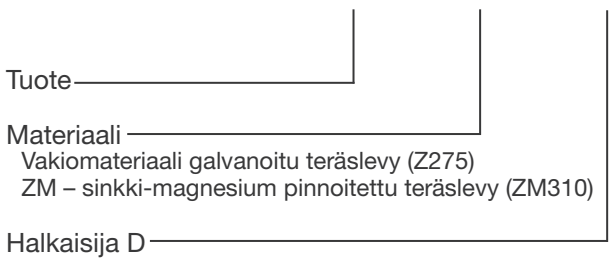 Tuote
Materiaali
Vakiomateriaali galvanoitu teräslevy (Z275)
ZM – sinkki-magnesium pinnoitettu teräslevy (ZM310)
Halkaisija D